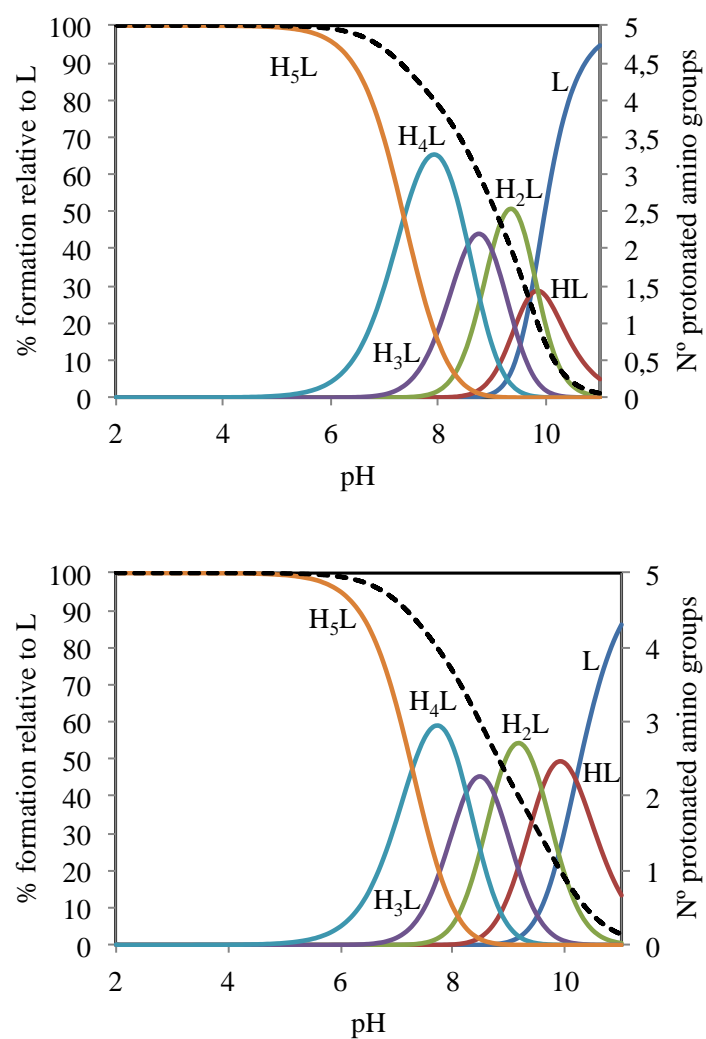 % formation relative to L
100
90
80
70
60
50
40
30
20
10
0
H₅L
H₄L
H₃L
H₂L
HL
L
5
4,5
4
3,5
3
2,5
2
1,5
1
0,5
0
Nº protonated amino groups
2 4 6 8 10
pH
% formation relative to L
100
90
80
70
60
50
40
30
20
10
0
H₅L
H₄L
H₃L
H₂L
HL
L
5
4
3
2
1
0
Nº protonated amino groups
2 4 6 8 10
pH